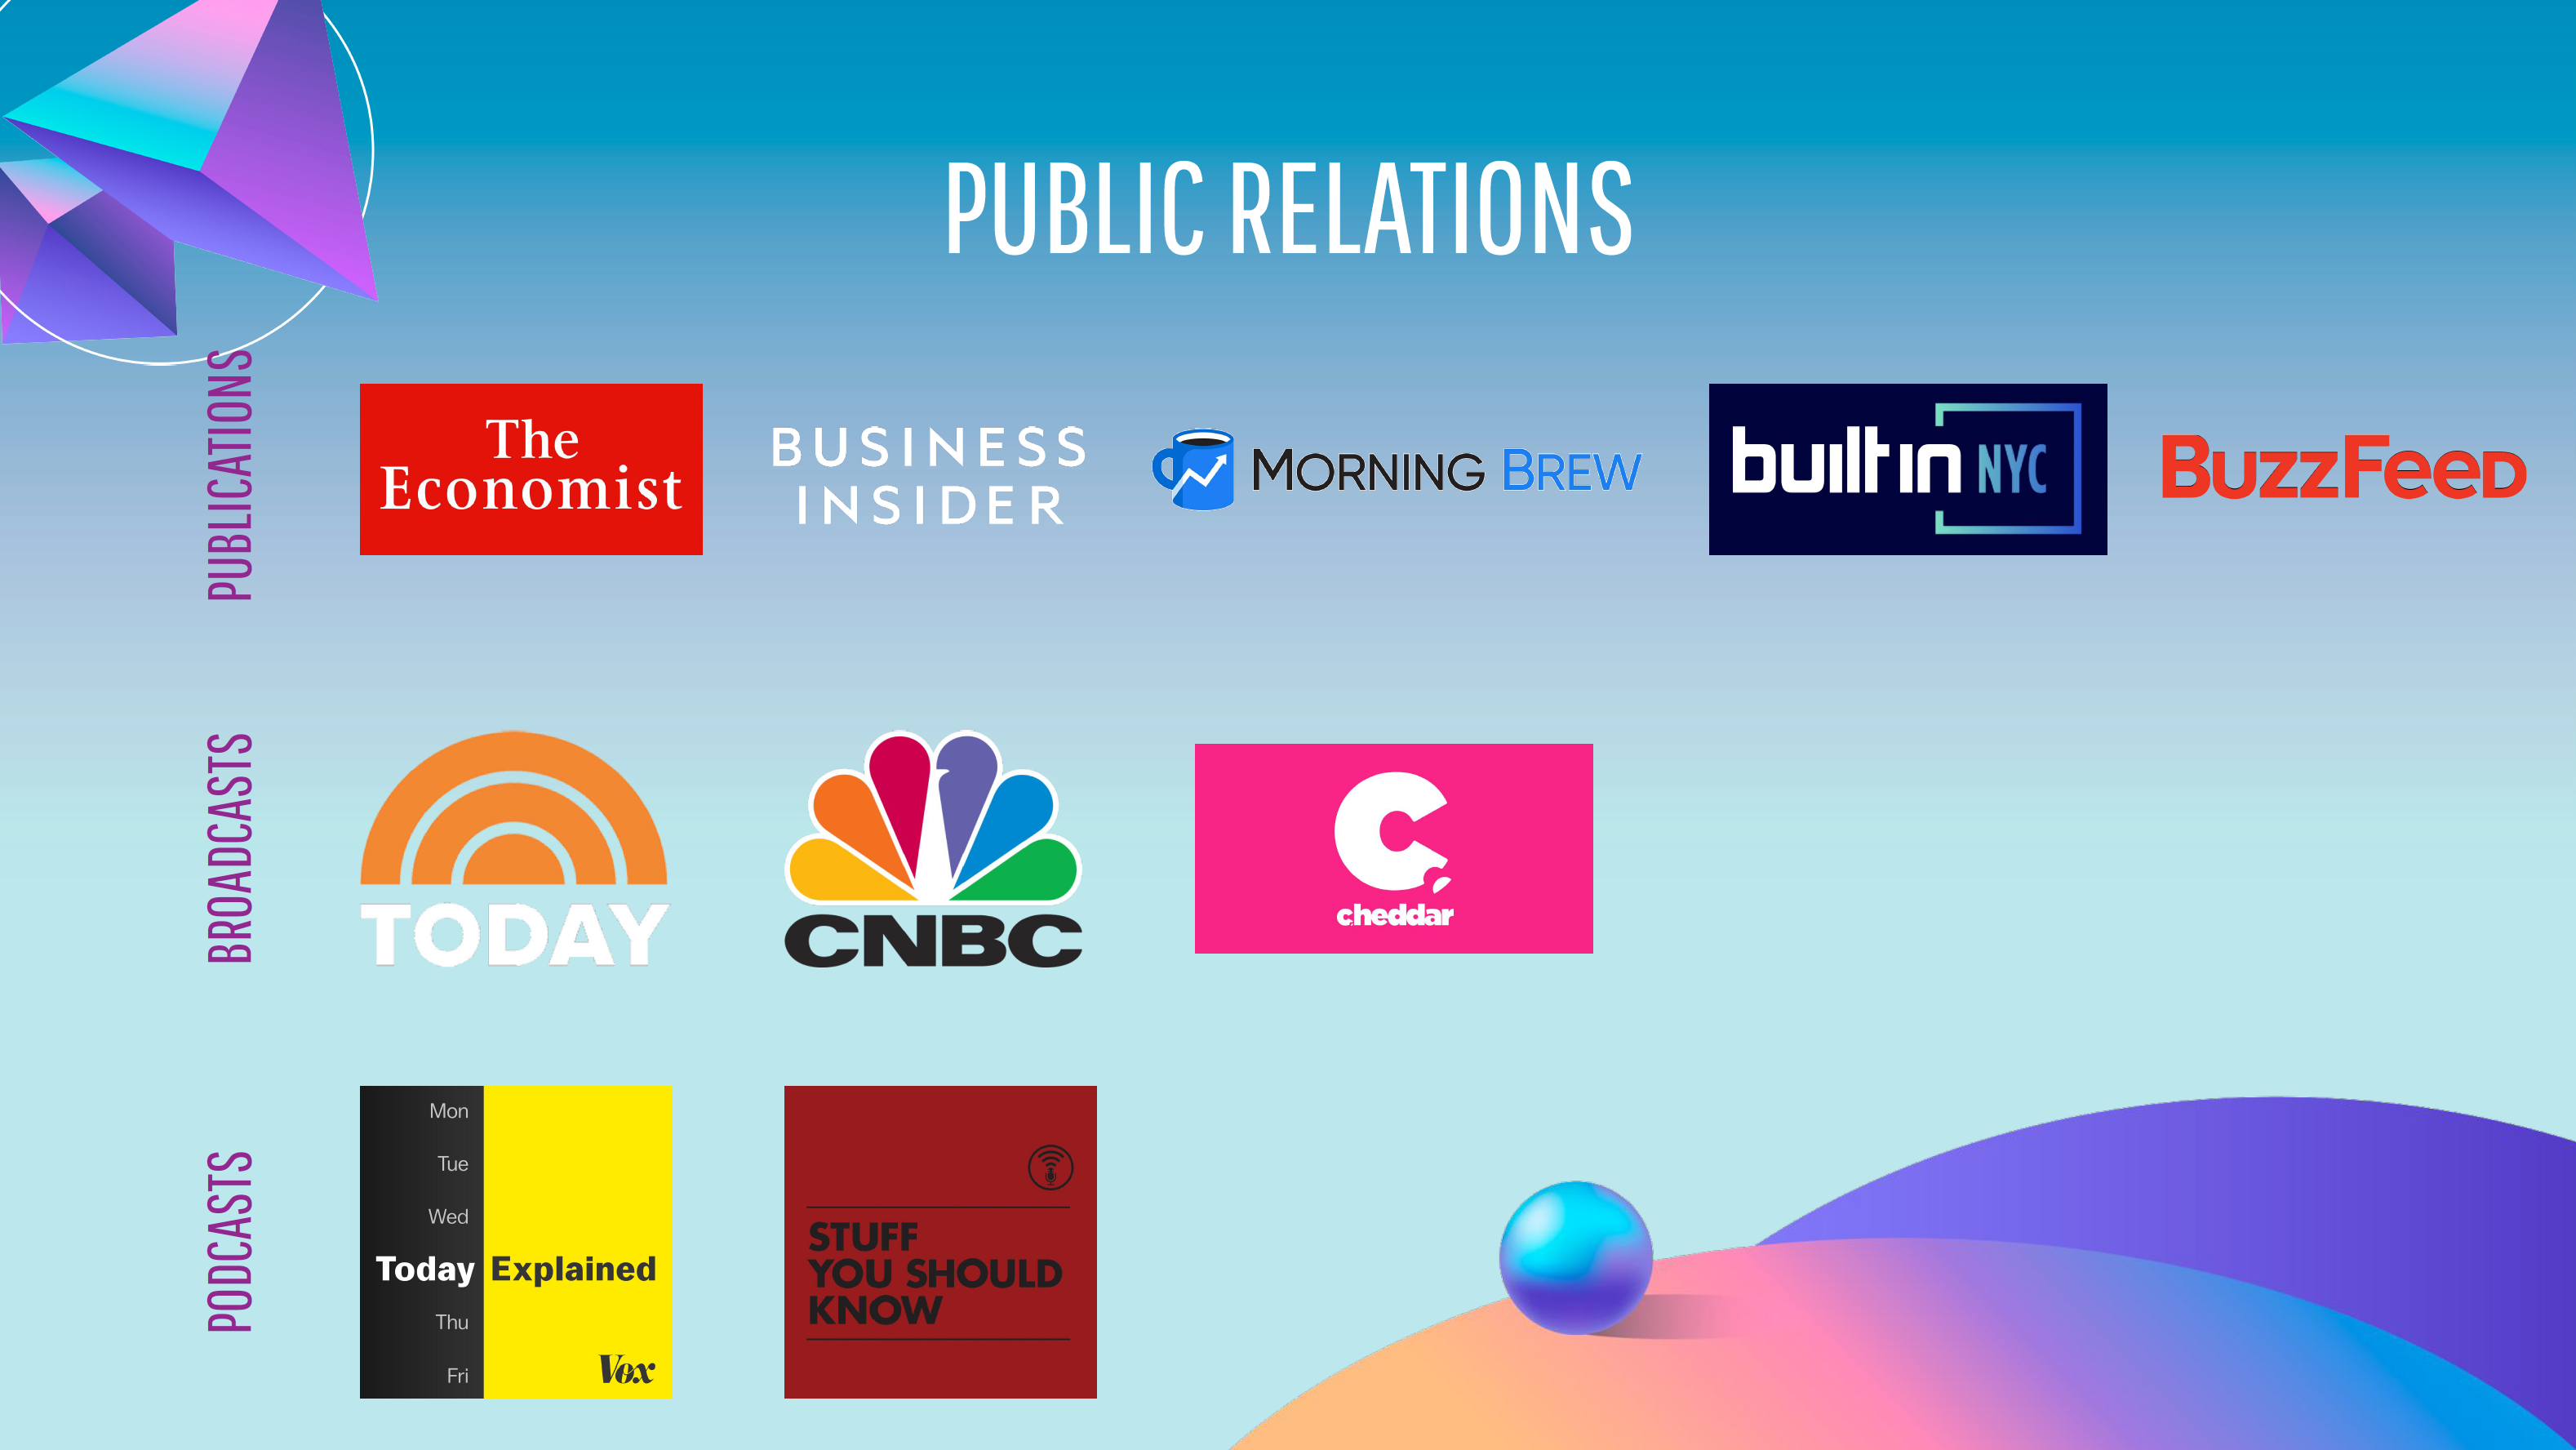 PUBLIC RELATIONS
PUBLICATIONS
The
Economist
BUSINESS
INSIDER
MORNING BREW
built in NYC
BUZZFEED
BROADCASTS
TODAY
CNBC
C
cheddar
PODCASTS
Mon
Tue
Wed
Today Explained
Thu
Fri
Vox
STUFF
YOU SHOULD
KNOW